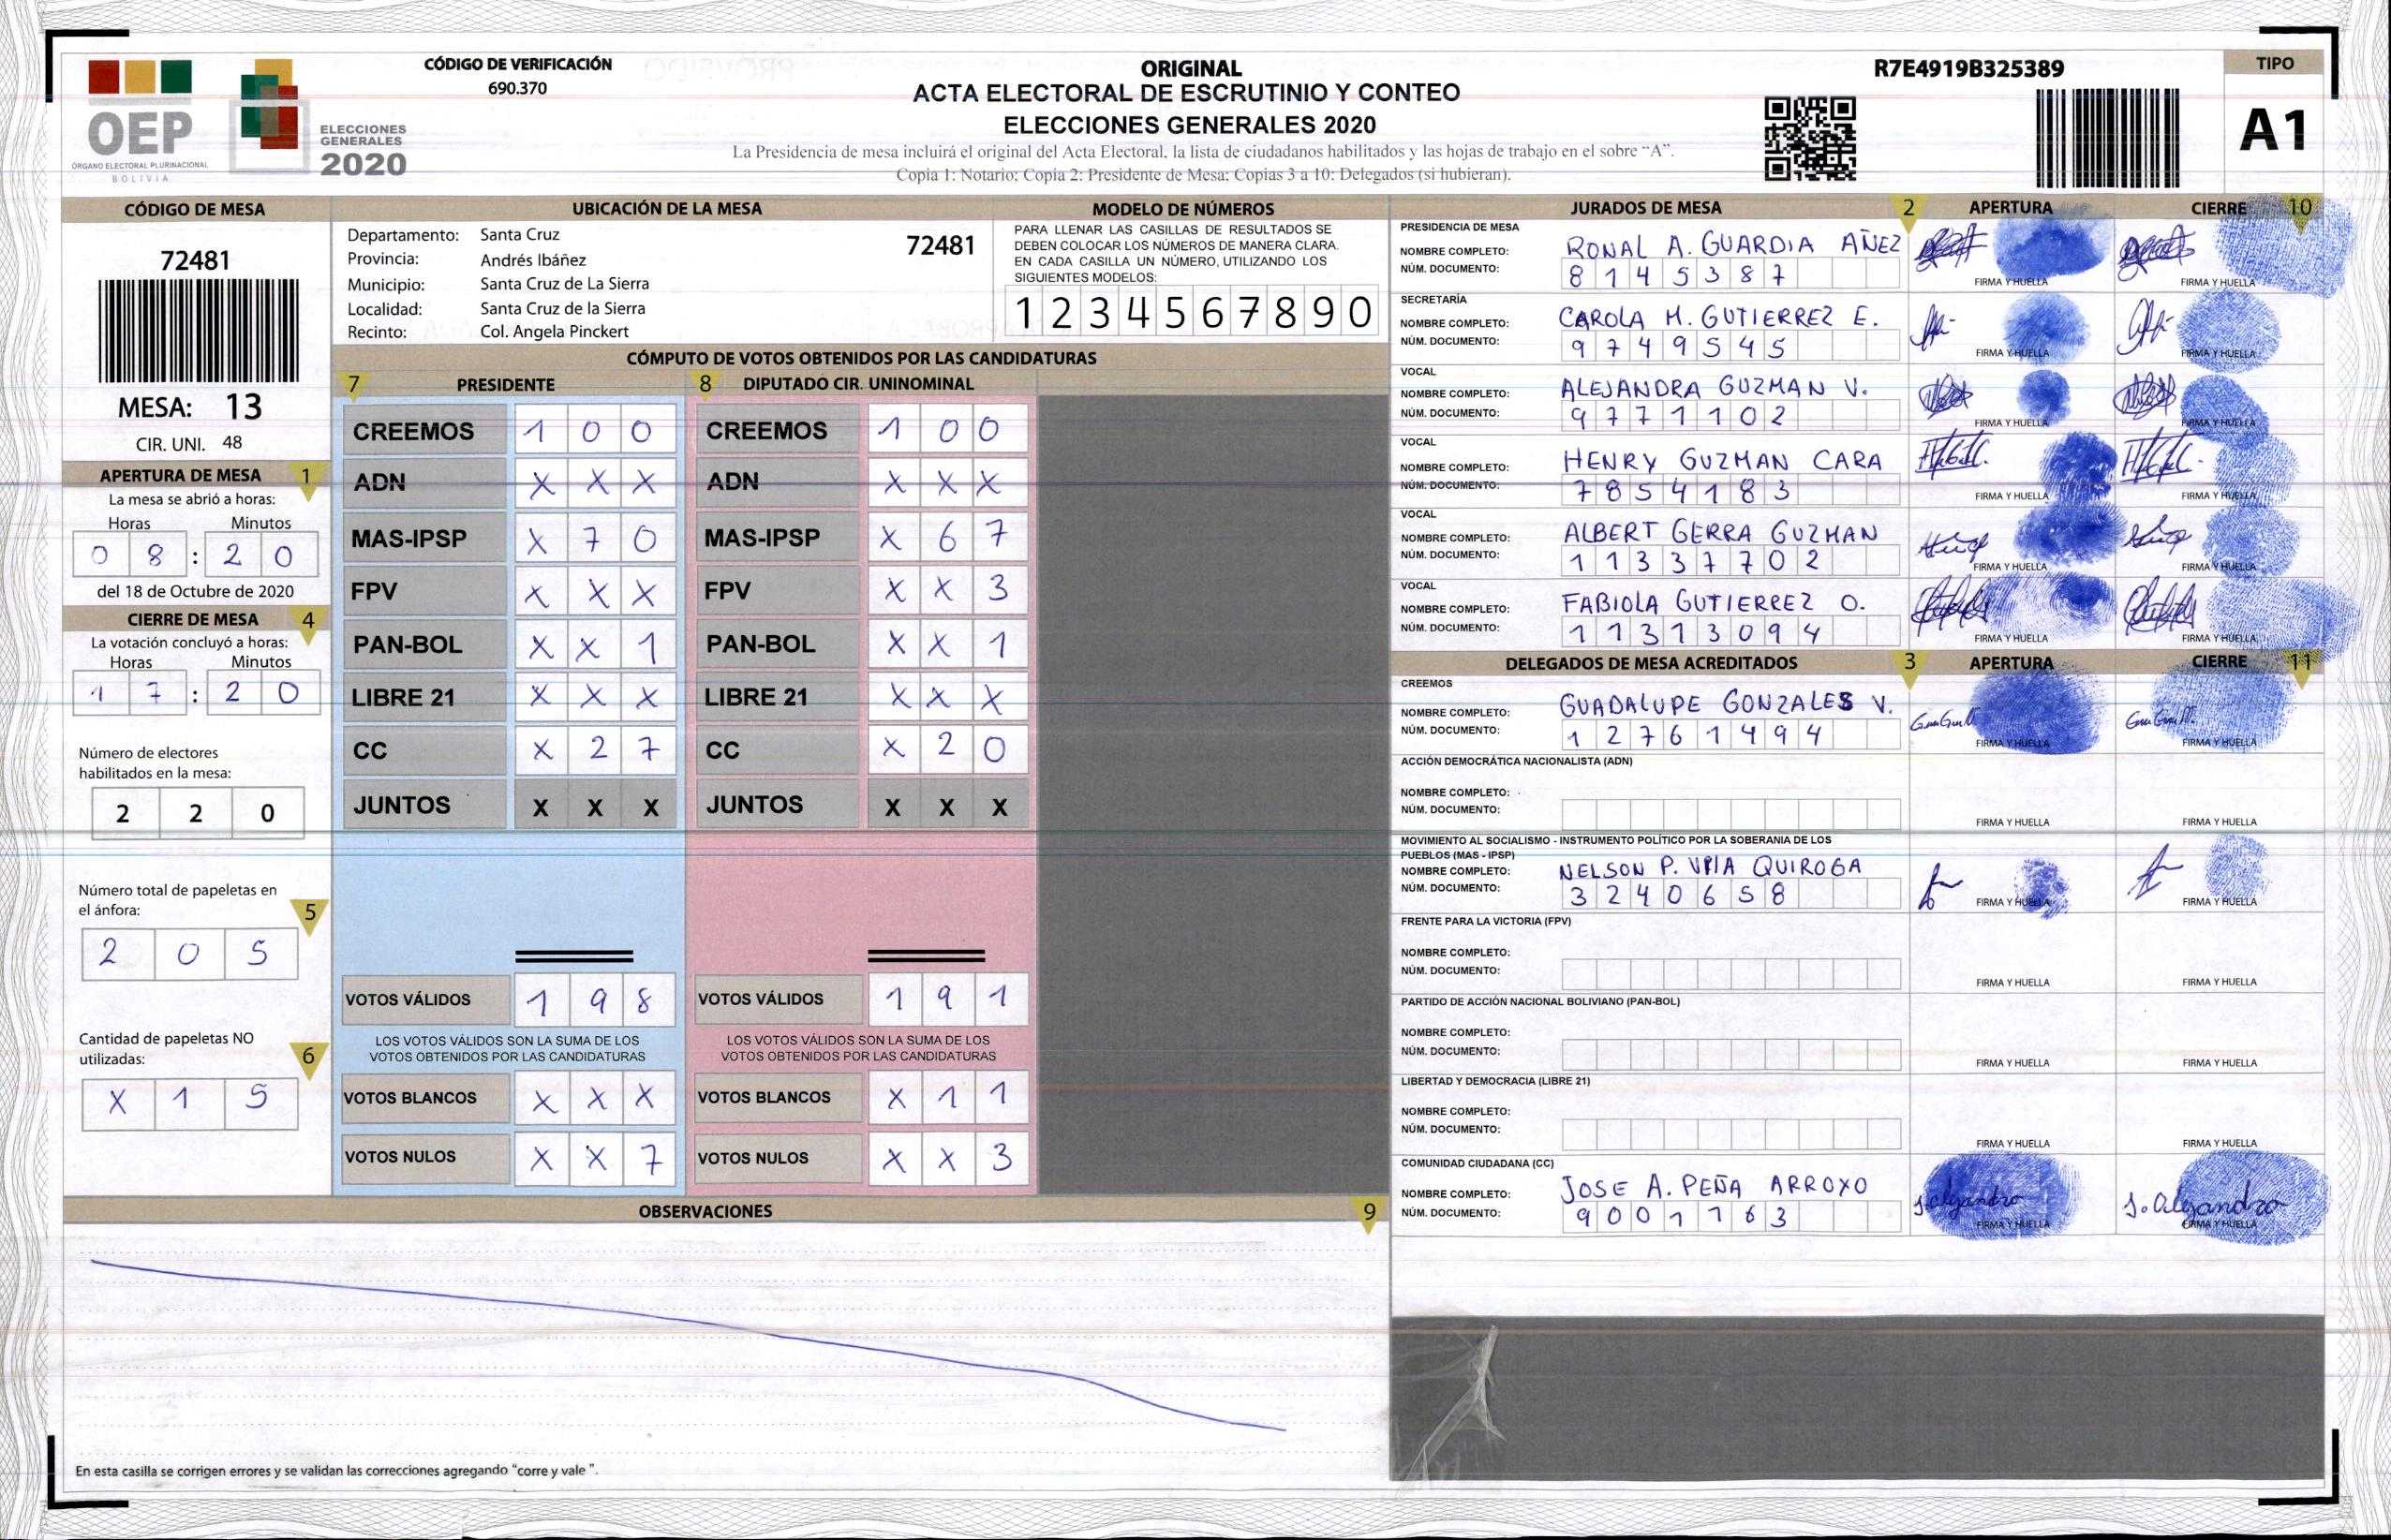 CÓDIGO DE VERIFICACIÓN
690.370
OEP
ÓRGANO ELECTORAL PLURINACIONAL
BOLIVIA
ELECCIONES
GENERALES
2020
ORIGINAL
ACTA ELECTORAL DE ESCRUTINIO Y CONTEO
ELECCIONES GENERALES 2020
La Presidencia de mesa incluirá el original del Acta Electoral, la lista de ciudadanos habilitados y las hojas de trabajo en el sobre “A”.
Copia 1: Notario; Copia 2: Presidente de Mesa; Copias 3 a 10: Delegados (si hubieran).
R7E4919B325389
TIPO
A1
CÓDIGO DE MESA
72481
MESA: 13
CIR. UNI. 48
APERTURA DE MESA 1
La mesa se abrió a horas:
Horas Minutos
0 8 : 2 0
del 18 de Octubre de 2020
CIERRE DE MESA 4
La votación concluyó a horas:
Horas Minutos
1 7 : 2 0
Número de electores
habilitados en la mesa:
2 2 0
Número total de papeletas en
el ánfora: 5
2 0 5
Cantidad de papeletas NO
utilizadas: 6
X 1 5
UBICACIÓN DE LA MESA
Departamento: Santa Cruz 72481
Provincia: Andrés Ibáñez
Municipio: Santa Cruz de La Sierra
Localidad: Santa Cruz de la Sierra
Recinto: Col. Angela Pinckert
MODELO DE NÚMEROS
PARA LLENAR LAS CASILLAS DE RESULTADOS SE
DEBEN COLOCAR LOS NÚMEROS DE MANERA CLARA.
EN CADA CASILLA UN NÚMERO, UTILIZANDO LOS
SIGUIENTES MODELOS:
1 2 3 4 5 6 7 8 9 0
CÓMPUTO DE VOTOS OBTENIDOS POR LAS CANDIDATURAS
7 PRESIDENTE 8 DIPUTADO CIR. UNINOMINAL
CREEMOS 1 0 0 CREEMOS 1 0 0
ADN X X X ADN X X X
MAS-IPSP X 7 0 MAS-IPSP X 6 7
FPV X X X FPV X X 3
PAN-BOL X X 1 PAN-BOL X X 1
LIBRE 21 X X X LIBRE 21 X X X
CC X 2 7 CC X 2 0
JUNTOS X X X JUNTOS X X X
VOTOS VÁLIDOS 1 9 8 VOTOS VÁLIDOS 1 9 1
LOS VOTOS VÁLIDOS SON LA SUMA DE LOS LOS VOTOS VÁLIDOS SON LA SUMA DE LOS
VOTOS OBTENIDOS POR LAS CANDIDATURAS VOTOS OBTENIDOS POR LAS CANDIDATURAS
VOTOS BLANCOS X X X VOTOS BLANCOS X 1 1
VOTOS NULOS X X 7 VOTOS NULOS X X 3
OBSERVACIONES 9
En esta casilla se corrigen errores y se validan las correcciones agregando “corre y vale”.
JURADOS DE MESA 2 APERTURA CIERRE 10
PRESIDENCIA DE MESA
NOMBRE COMPLETO: RONAL A. GUARDIA AÑEZ
NÚM. DOCUMENTO: 8 1 4 5 3 8 7 FIRMA Y HUELLA FIRMA Y HUELLA
SECRETARÍA
NOMBRE COMPLETO: CAROLA M. GUTIERREZ E.
NÚM. DOCUMENTO: 9 7 4 9 5 4 5 FIRMA Y HUELLA FIRMA Y HUELLA
VOCAL
NOMBRE COMPLETO: ALEJANDRA GUZMAN V.
NÚM. DOCUMENTO: 9 7 7 1 1 0 2 FIRMA Y HUELLA FIRMA Y HUELLA
VOCAL
NOMBRE COMPLETO: HENRY GUZMAN CARA
NÚM. DOCUMENTO: 7 8 5 4 1 8 3 FIRMA Y HUELLA FIRMA Y HUELLA
VOCAL
NOMBRE COMPLETO: ALBERT GERRA GUZMAN
NÚM. DOCUMENTO: 1 1 3 3 7 7 0 2 FIRMA Y HUELLA FIRMA Y HUELLA
VOCAL
NOMBRE COMPLETO: FABIOLA GUTIERREZ O.
NÚM. DOCUMENTO: 1 1 3 1 3 0 9 4 FIRMA Y HUELLA FIRMA Y HUELLA
DELEGADOS DE MESA ACREDITADOS 3 APERTURA CIERRE 11
CREEMOS
NOMBRE COMPLETO: GUADALUPE GONZALES V.
NÚM. DOCUMENTO: 1 2 7 6 1 4 9 4 FIRMA Y HUELLA FIRMA Y HUELLA
ACCIÓN DEMOCRÁTICA NACIONALISTA (ADN)
NOMBRE COMPLETO:
NÚM. DOCUMENTO: FIRMA Y HUELLA FIRMA Y HUELLA
MOVIMIENTO AL SOCIALISMO - INSTRUMENTO POLÍTICO POR LA SOBERANIA DE LOS
PUEBLOS (MAS - IPSP)
NOMBRE COMPLETO: NELSON P. QUIROGA
NÚM. DOCUMENTO: 3 2 4 0 6 5 8 FIRMA Y HUELLA FIRMA Y HUELLA
FRENTE PARA LA VICTORIA (FPV)
NOMBRE COMPLETO:
NÚM. DOCUMENTO: FIRMA Y HUELLA FIRMA Y HUELLA
PARTIDO DE ACCIÓN NACIONAL BOLIVIANO (PAN-BOL)
NOMBRE COMPLETO:
NÚM. DOCUMENTO: FIRMA Y HUELLA FIRMA Y HUELLA
LIBERTAD Y DEMOCRACIA (LIBRE 21)
NOMBRE COMPLETO:
NÚM. DOCUMENTO: FIRMA Y HUELLA FIRMA Y HUELLA
COMUNIDAD CIUDADANA (CC)
NOMBRE COMPLETO: JOSE A. PEÑA ARROYO
NÚM. DOCUMENTO: 9 0 0 1 7 6 3 J. Alejandro FIRMA Y HUELLA J. Alejandro FIRMA Y HUELLA